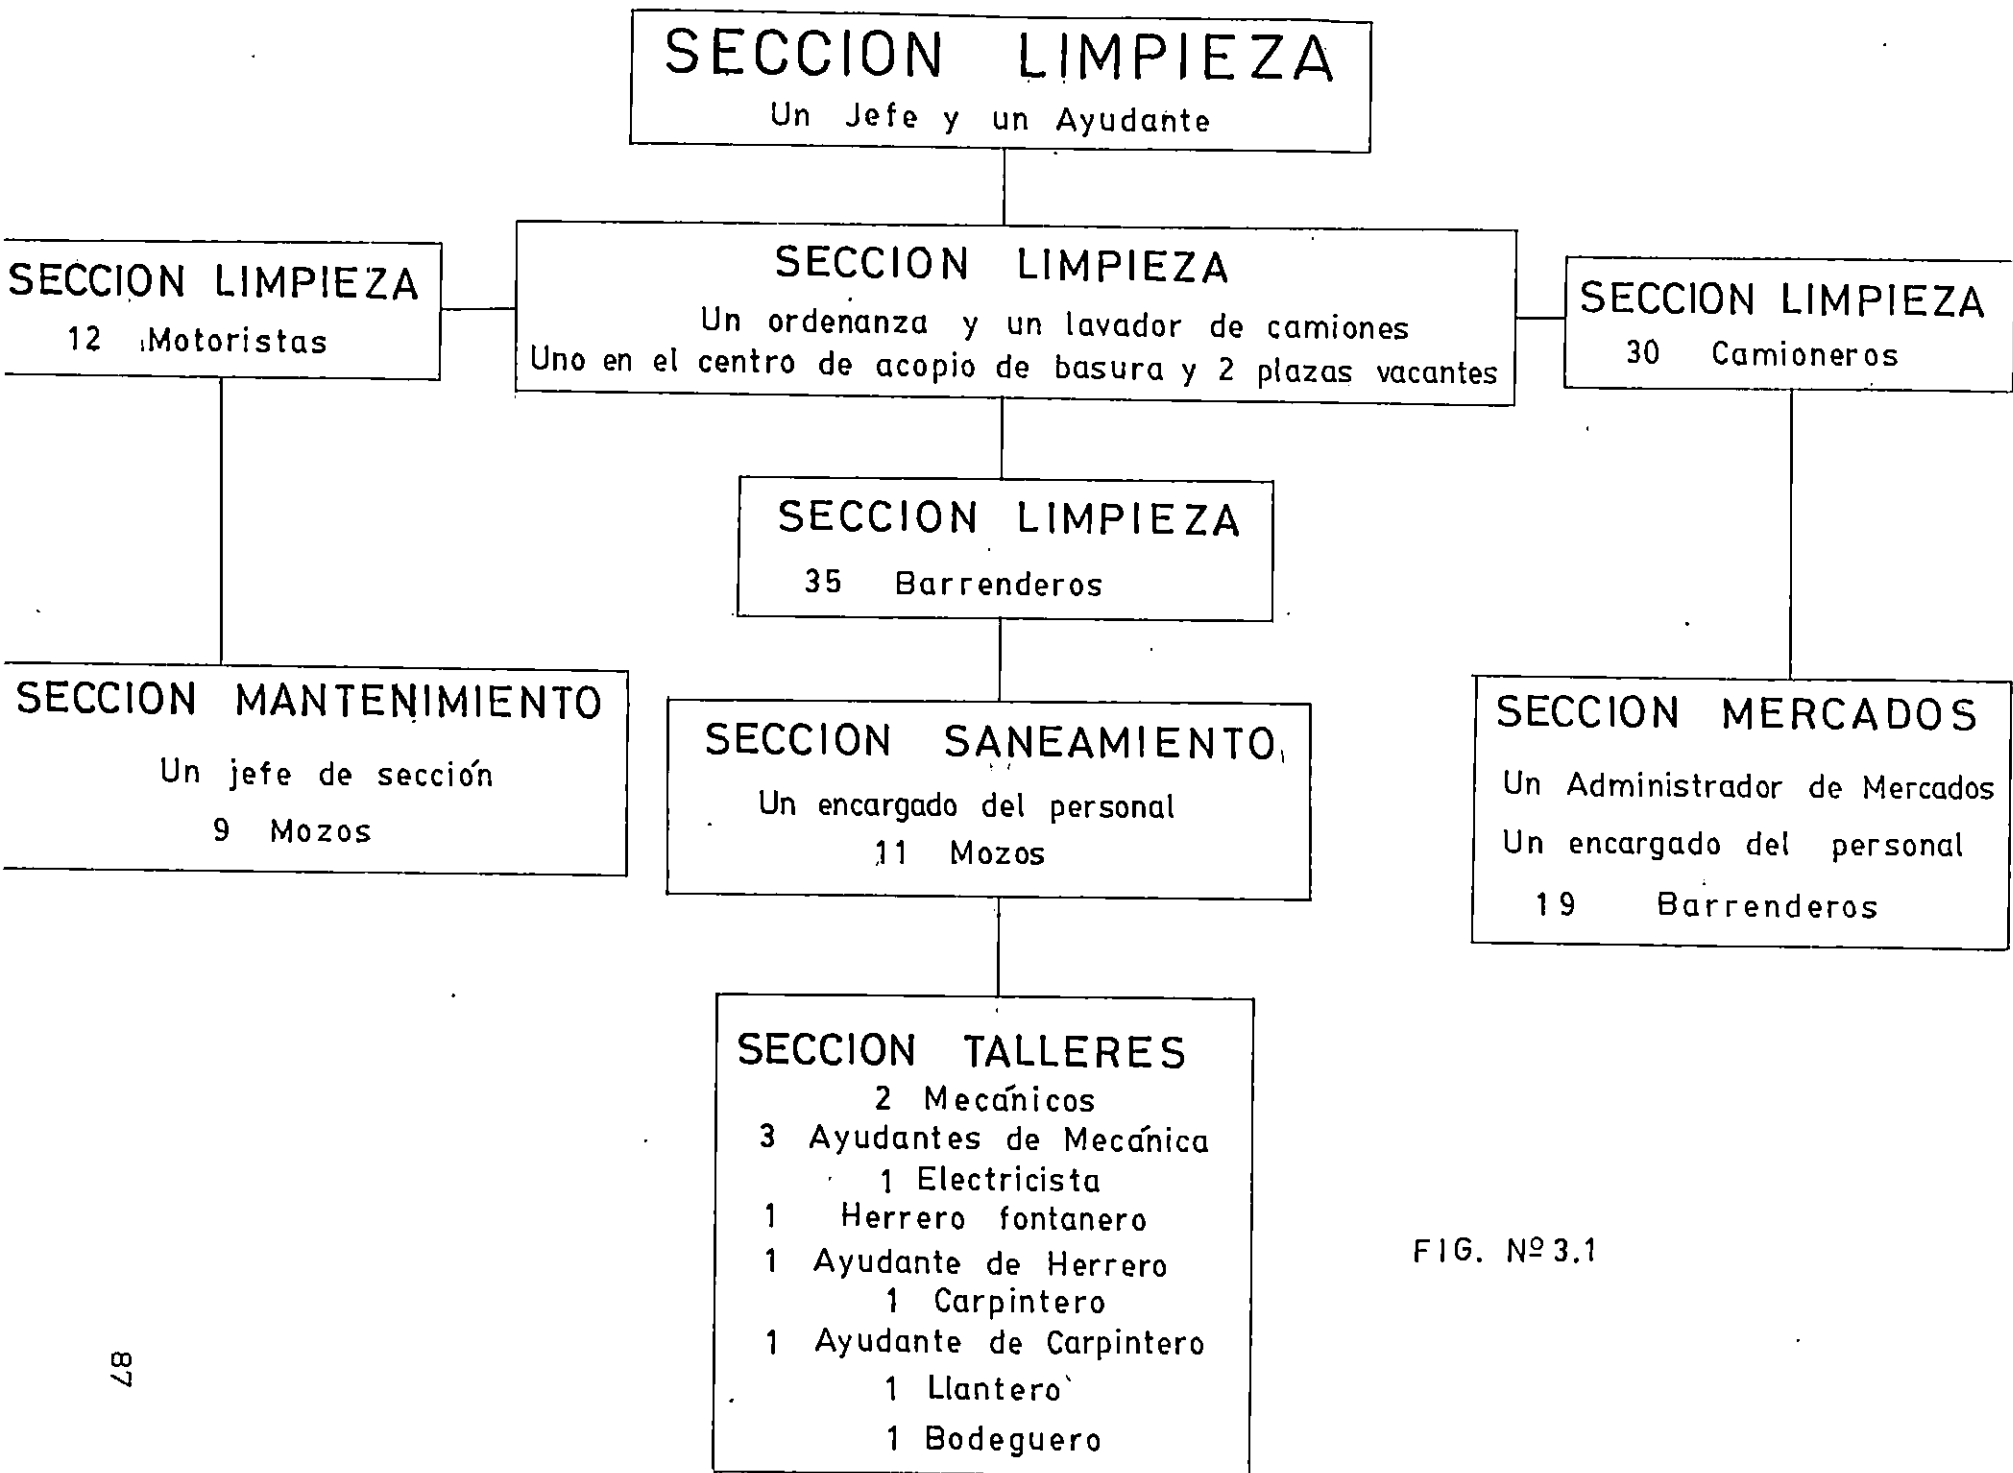 SECCION LIMPIEZA
Un Jefe y un Ayudante
SECCION LIMPIEZA
12 Motoristas
SECCION LIMPIEZA
Un ordenanza y un lavador de camiones
Uno en el centro de acopio de basura y 2 plazas vacantes
SECCION LIMPIEZA
30 Camioneros
SECCION LIMPIEZA
35 Barrenderos
SECCION MANTENIMIENTO
Un jefe de sección
9 Mozos
SECCION SANEAMIENTO
Un encargado del personal
11 Mozos
SECCION MERCADOS
Un Administrador de Mercados
Un encargado del personal
19 Barrenderos
SECCION TALLERES
2 Mecánicos
3 Ayudantes de Mecánica
1 Electricista
1 Herrero fontanero
1 Ayudante de Herrero
1 Carpintero
1 Ayudante de Carpintero
1 Llantero
1 Bodeguero
FIG. Nº 3.1
87